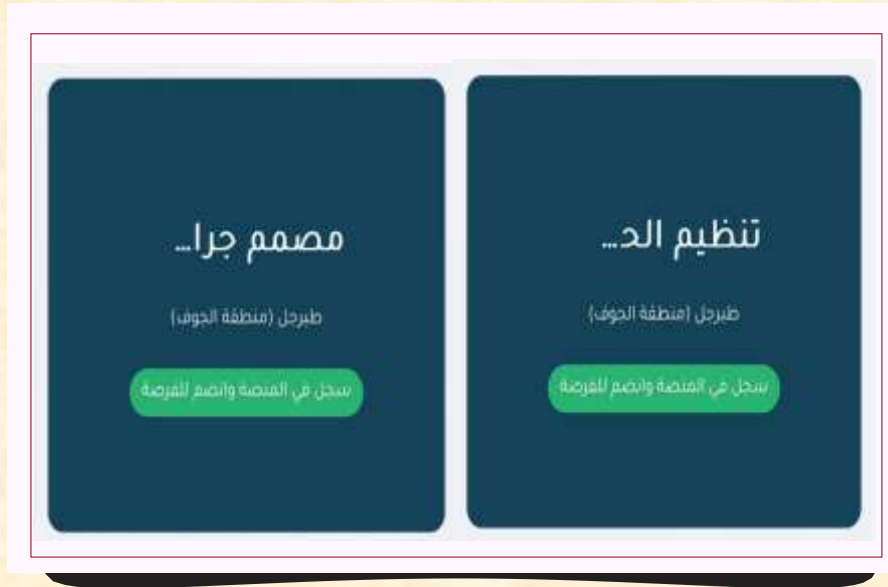 تنظيم الحـ...
طبرجل (منطقة الجوف)
سجل في المنصة وانضم للفرصة
مصمم جرا...
طبرجل (منطقة الجوف)
سجل في المنصة وانضم للفرصة